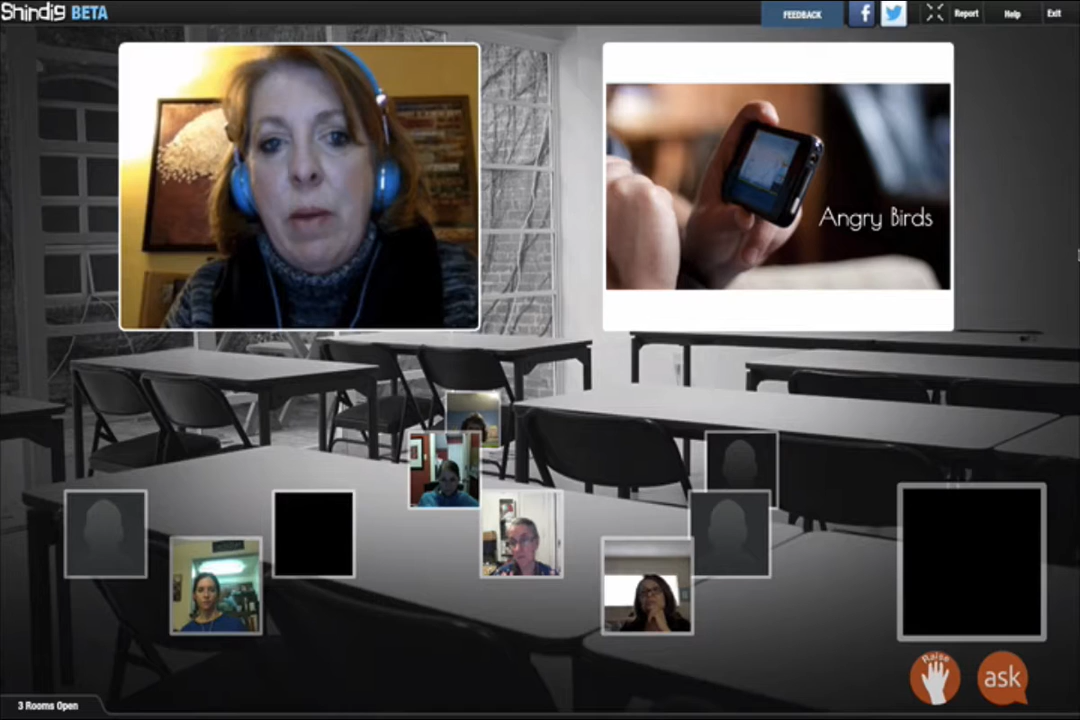 Shindig BETA
FEEDBACK
f
Report
Help
Exit
Angry Birds
Raise
ask
3 Rooms Open